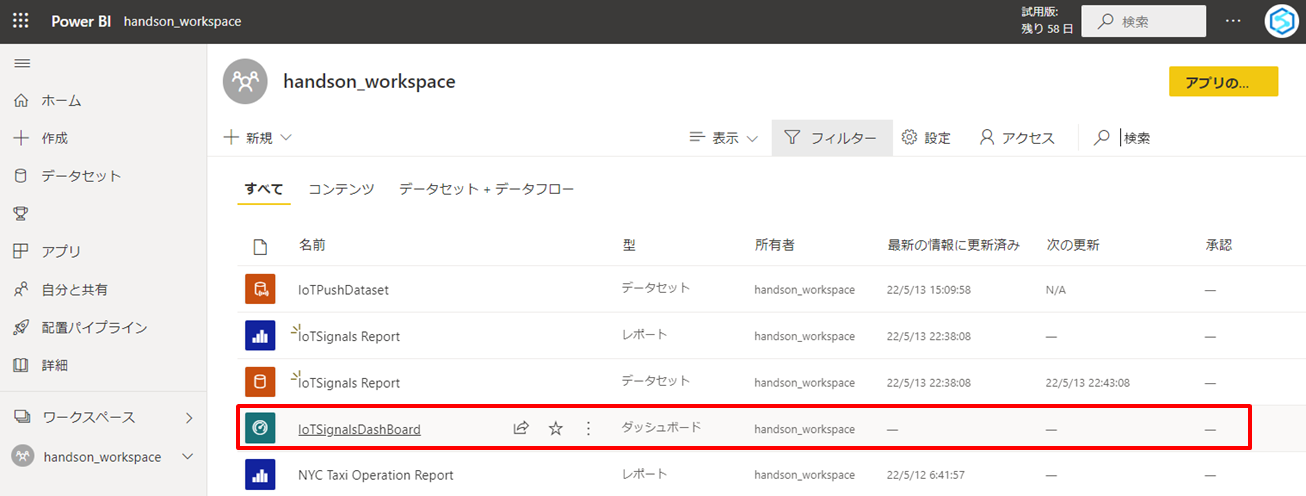 Power BI handson_workspace
試用版:
残り 58 日
検索
ホーム
作成
データセット
アプリ
自分と共有
配置パイプライン
詳細
ワークスペース
handson_workspace
handson_workspace
アプリの...
新規
表示
フィルター
設定
アクセス
検索
すべて コンテンツ データセット + データフロー
名前 型 所有者 最新の情報に更新済み 次の更新 承認
IoTPushDataset データセット handson_workspace 22/5/13 15:09:58 N/A —
IoTSignals Report レポート handson_workspace 22/5/13 22:38:08 — —
IoTSignals Report データセット handson_workspace 22/5/13 22:38:08 22/5/13 22:43:08 —
IoTSignalsDashBoard ダッシュボード handson_workspace — — —
NYC Taxi Operation Report レポート handson_workspace 22/5/12 6:41:57 — —